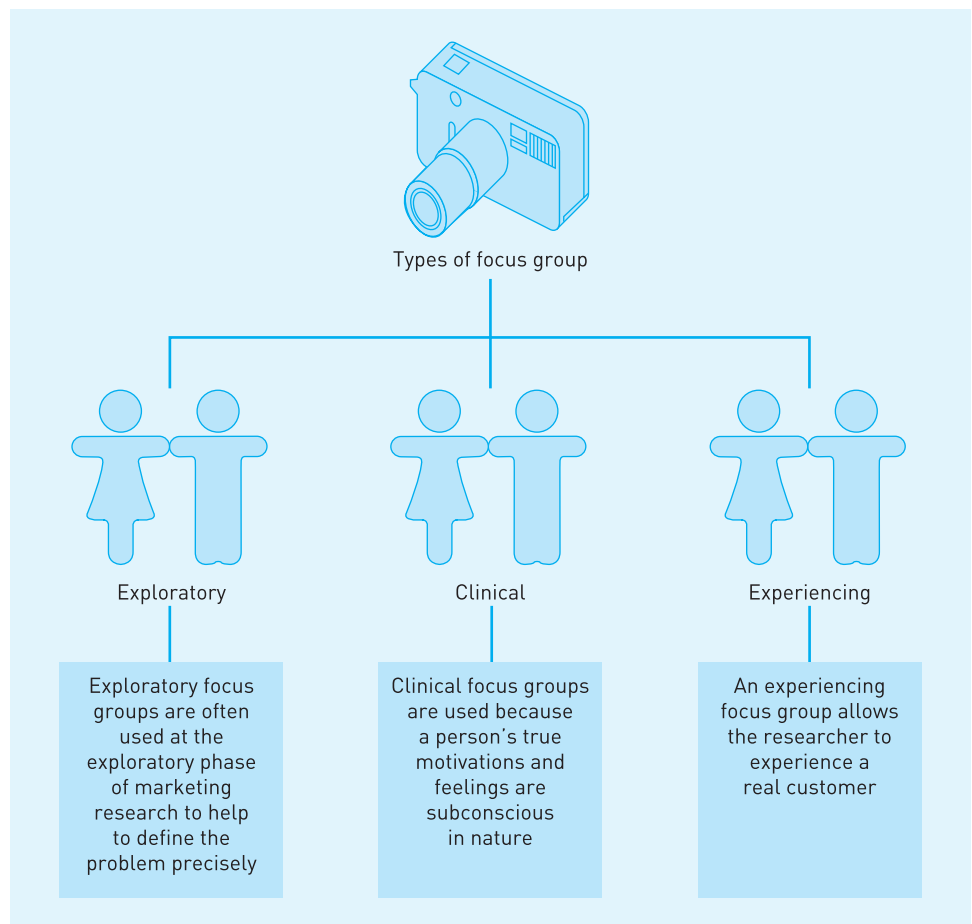 Types of focus group
Exploratory
Clinical
Experiencing
Exploratory focus
groups are often
used at the
exploratory phase
of marketing
research to help
to define the
problem precisely
Clinical focus groups
are used because
a person's true
motivations and
feelings are
subconscious
in nature
An experiencing
focus group allows
the researcher to
experience a
real customer